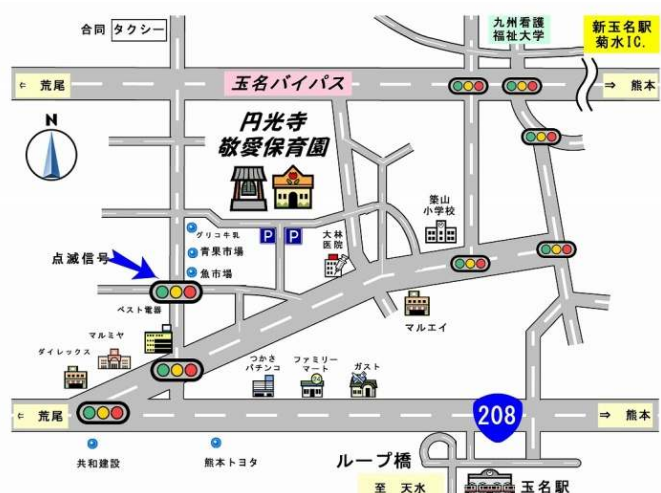 合同 タクシー
九州看護
福祉大学
新玉名駅
菊水IC.
⇐ 荒尾
玉名バイパス
⇒ 熊本
N
円光寺
敬愛保育園
築山
小学校
グリコ牛乳
P P
大林
医院
青果市場
点滅信号
魚市場
ベスト電器
マルエイ
マルミヤ
ダイレックス
つかさ
パチンコ
ファミリー
マート
ガスト
⇐ 荒尾
208
⇒ 熊本
共和建設
熊本トヨタ
ループ橋
至 天水
玉名駅